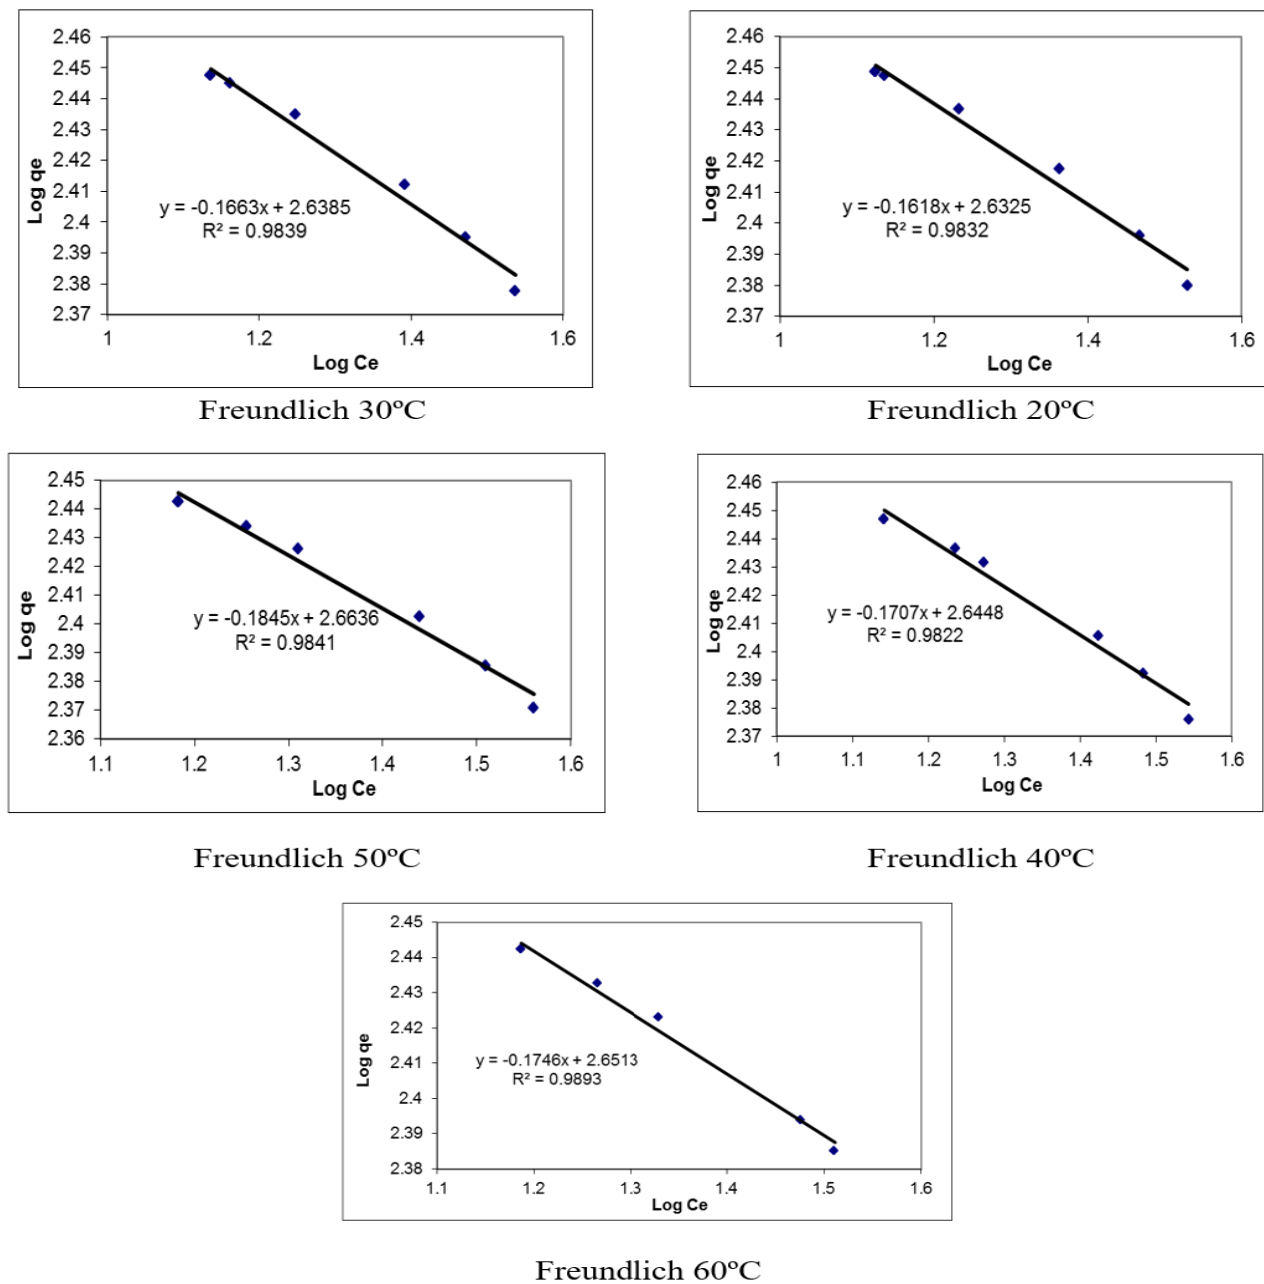 2.46
2.45
2.44
2.43
2.42
2.41
2.4
2.39
2.38
2.37
Log qe
y = -0.1663x + 2.6385
R² = 0.9839
1 1.2 1.4 1.6
Log Ce
Freundlich 30ºC
2.46
2.45
2.44
2.43
2.42
2.41
2.4
2.39
2.38
2.37
Log qe
y = -0.1618x + 2.6325
R² = 0.9832
1 1.2 1.4 1.6
Log Ce
Freundlich 20ºC
2.45
2.44
2.43
2.42
2.41
2.4
2.39
2.38
2.37
2.36
Log qe
y = -0.1845x + 2.6636
R² = 0.9841
1.1 1.2 1.3 1.4 1.5 1.6
Log Ce
Freundlich 50ºC
2.46
2.45
2.44
2.43
2.42
2.41
2.4
2.39
2.38
2.37
Log qe
y = -0.1707x + 2.6448
R² = 0.9822
1 1.1 1.2 1.3 1.4 1.5 1.6
Log Ce
Freundlich 40ºC
2.45
2.44
2.43
2.42
2.41
2.4
2.39
2.38
Log qe
y = -0.1746x + 2.6513
R² = 0.9893
1.1 1.2 1.3 1.4 1.5 1.6
Log Ce
Freundlich 60ºC